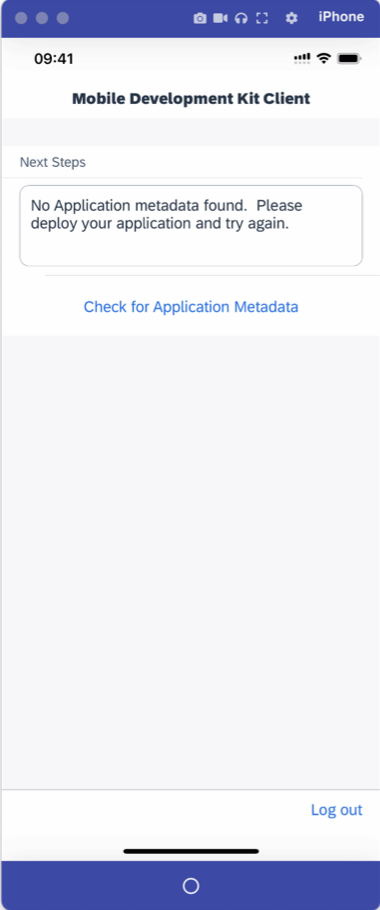 iPhone
09:41
Mobile Development Kit Client
Next Steps
No Application metadata found.  Please
deploy your application and try again.
Check for Application Metadata
Log out